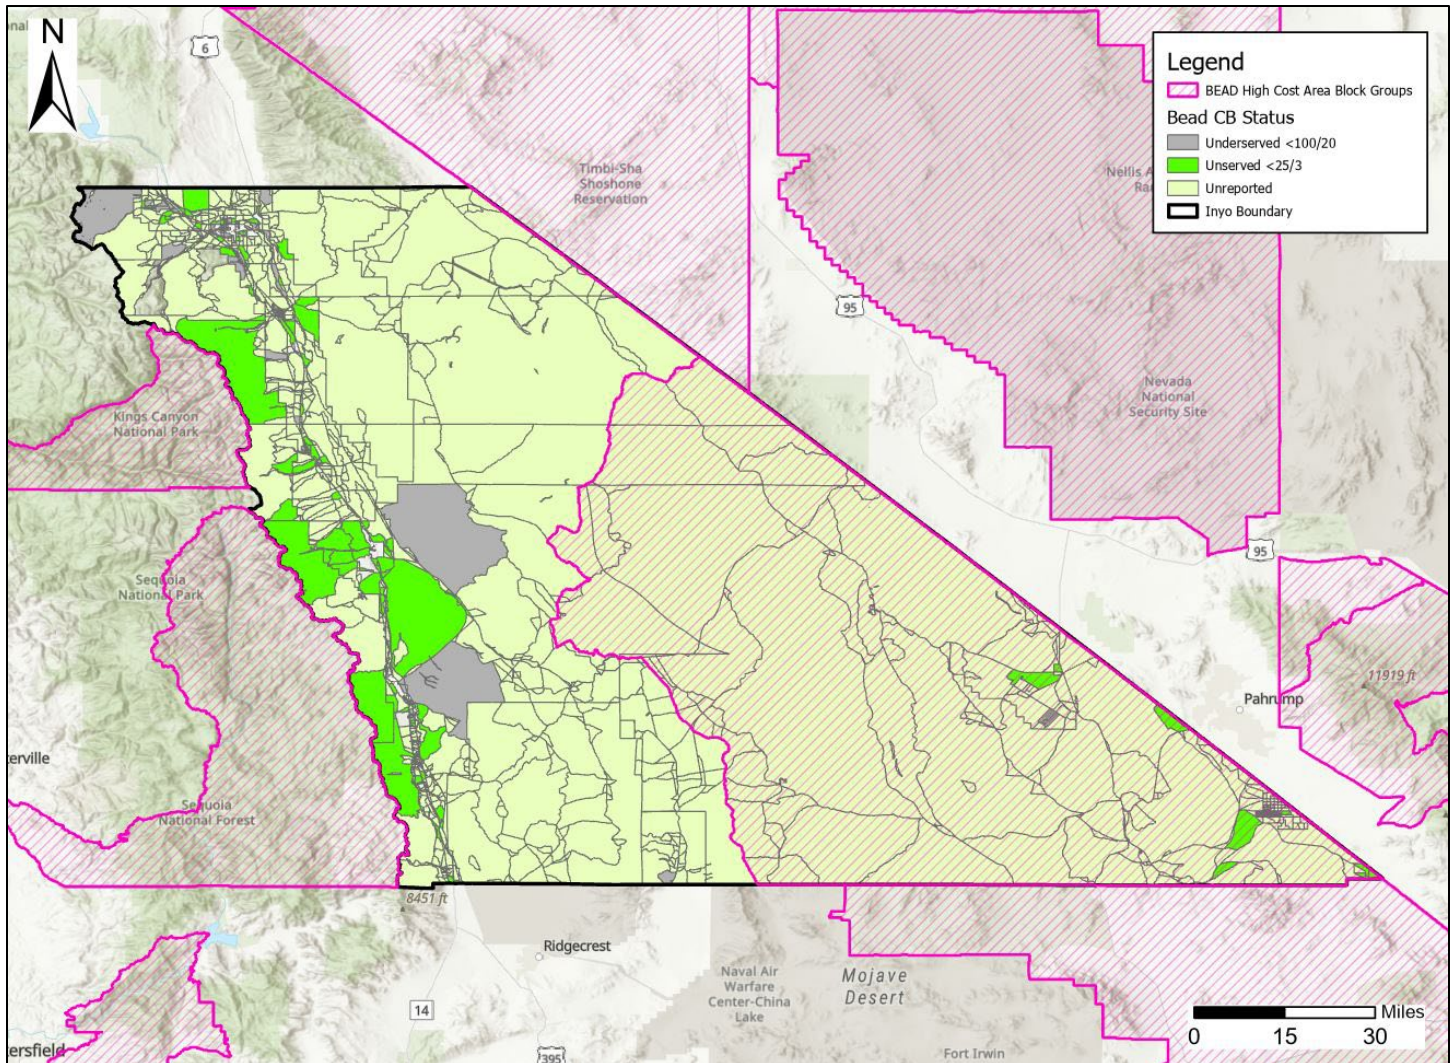 N
6
Legend
BEAD High Cost Area Block Groups
Bead CB Status
Underserved <100/20
Unserved <25/3
Unreported
Inyo Boundary
Timbi-Sha
Shoshone
Reservation
Nellis A
Ra
95
Nevada
National
Security Site
Kings Canyon
National Park
95
Sequoia
National Park
11919 ft
Pahrump
erville
Sequoia
National Forest
8451 ft
Ridgecrest
Naval Air
Warfare
Center-China
Lake
Mojave
Desert
14
Miles
0 15 30
ersfield
395
Fort Irwin